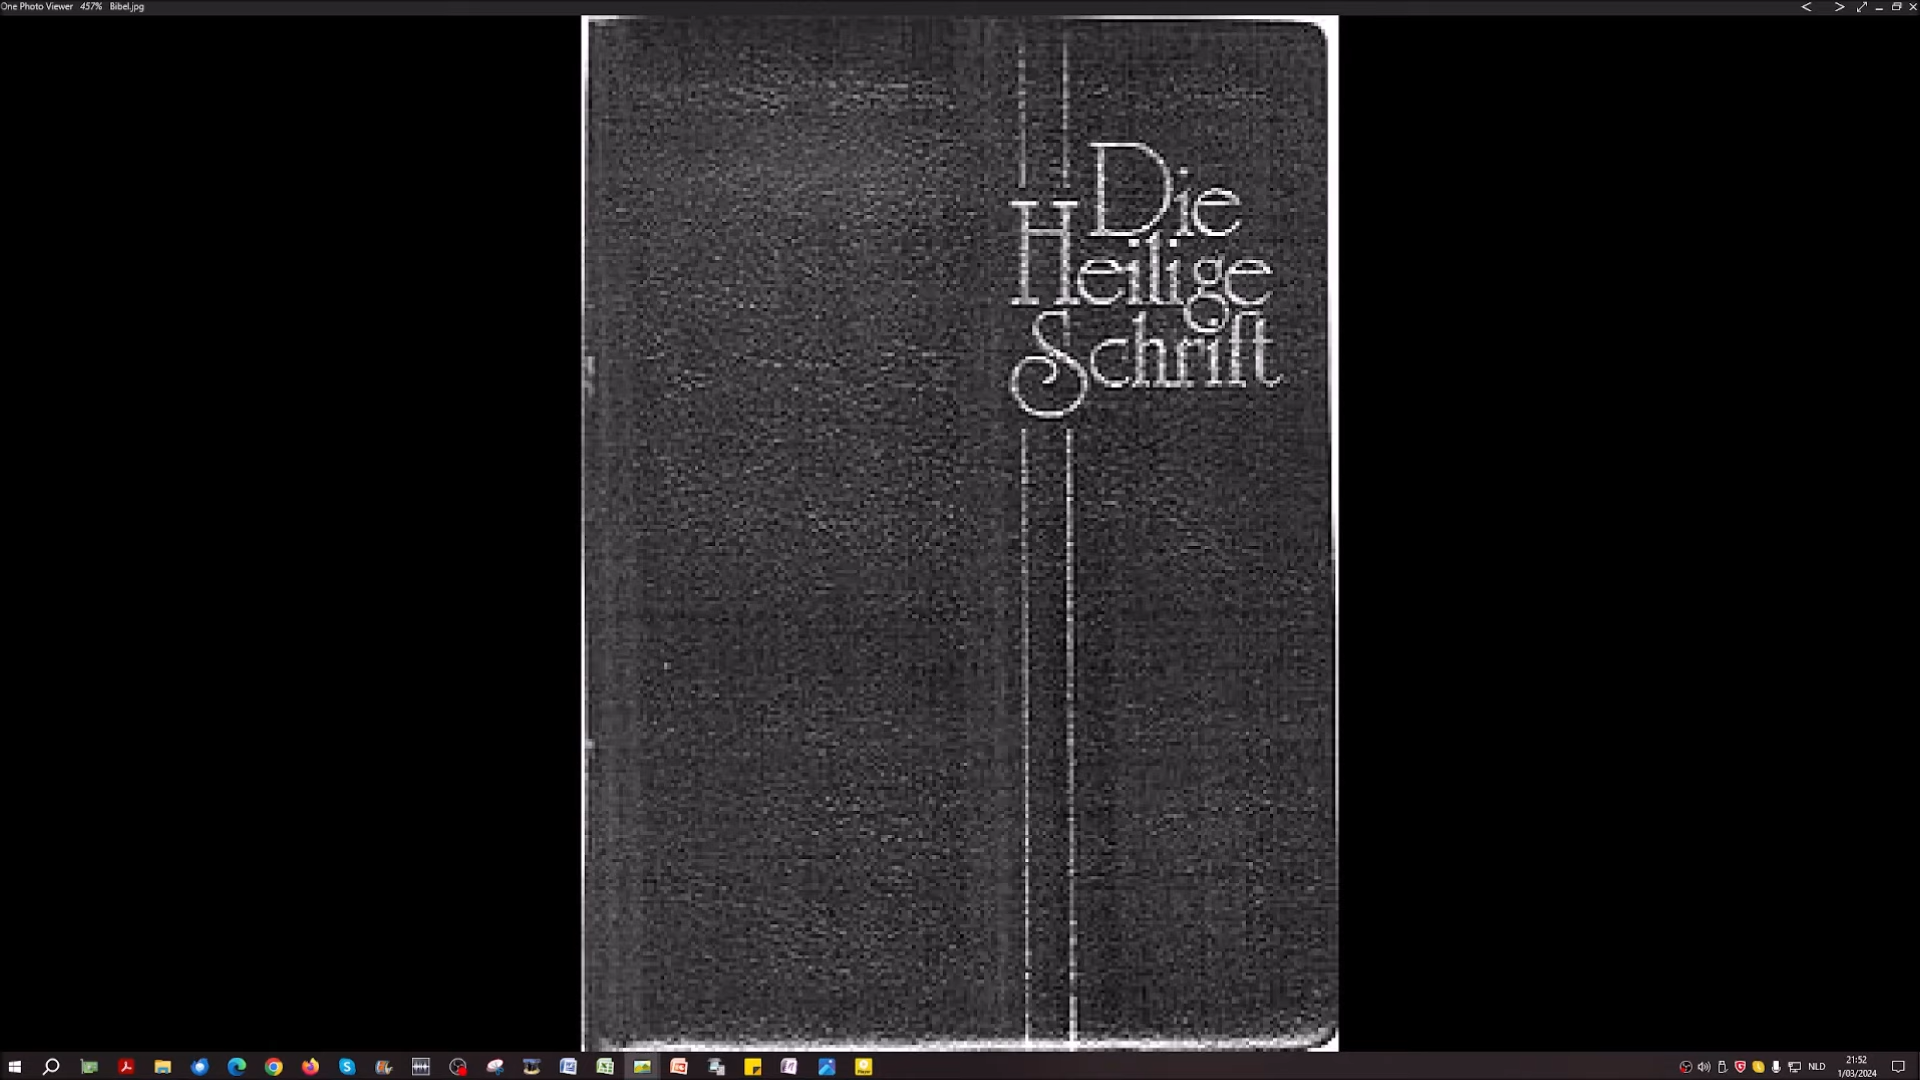 One Photo Viewer 457% Bibel.jpg
Die
Heilige
Schrift
NLD
21:52
1/03/2024